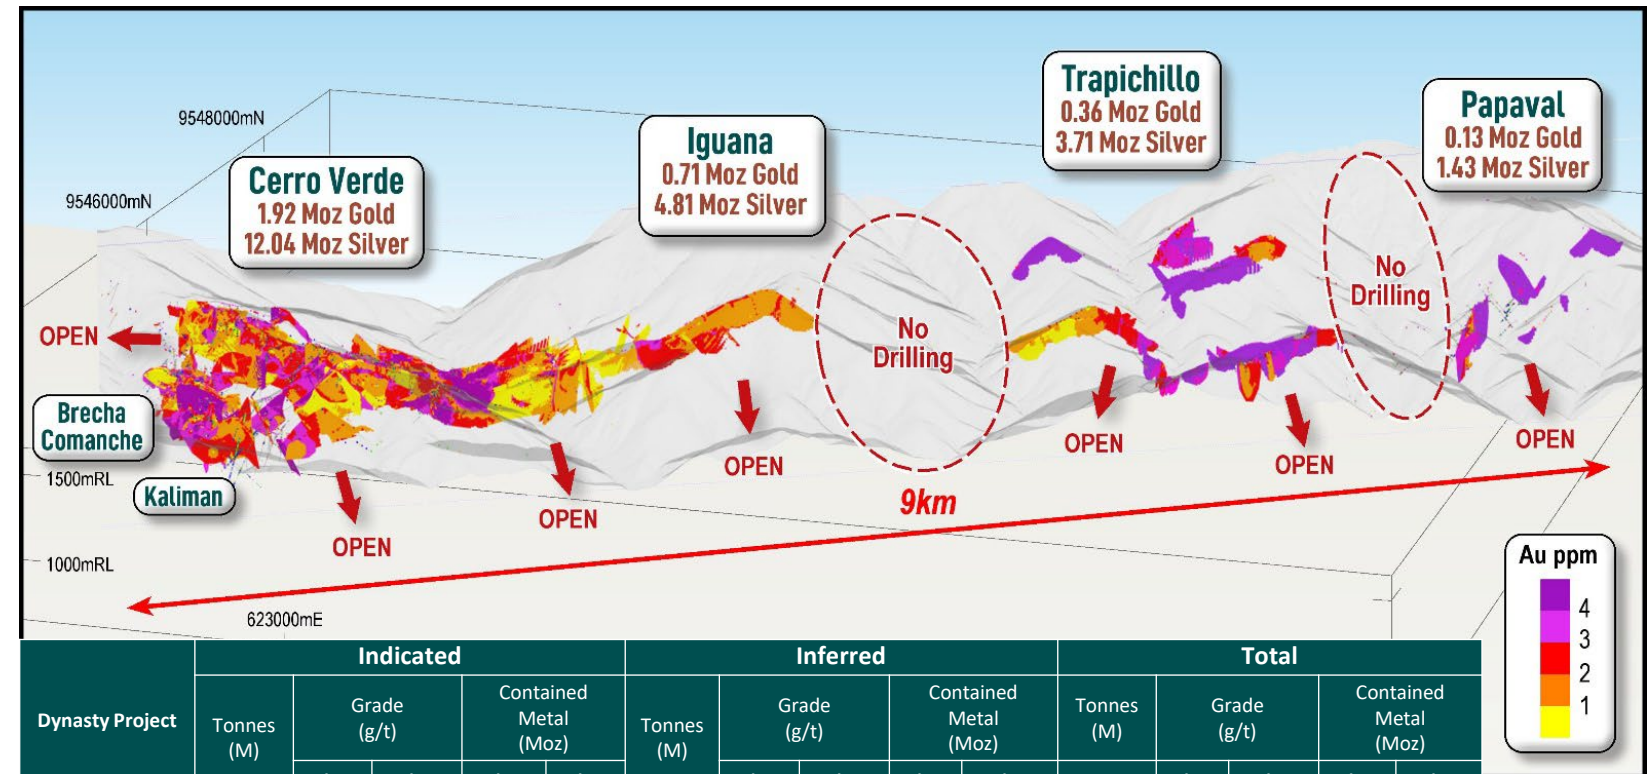 9548000mN
9546000mN
Cerro Verde
1.92 Moz Gold
12.04 Moz Silver
Iguana
0.71 Moz Gold
4.81 Moz Silver
Trapichillo
0.36 Moz Gold
3.71 Moz Silver
Papaval
0.13 Moz Gold
1.43 Moz Silver
No
Drilling
No
Drilling
OPEN
Brecha
Comanche
Kaliman
1500mRL
1000mRL
623000mE
OPEN
OPEN
OPEN
OPEN
OPEN
OPEN
9km
Au ppm
4
3
2
1
Dynasty Project
Indicated
Inferred
Total
Tonnes
(M)
Grade
(g/t)
Contained
Metal
(Moz)
Tonnes
(M)
Grade
(g/t)
Contained
Metal
(Moz)
Tonnes
(M)
Grade
(g/t)
Contained
Metal
(Moz)